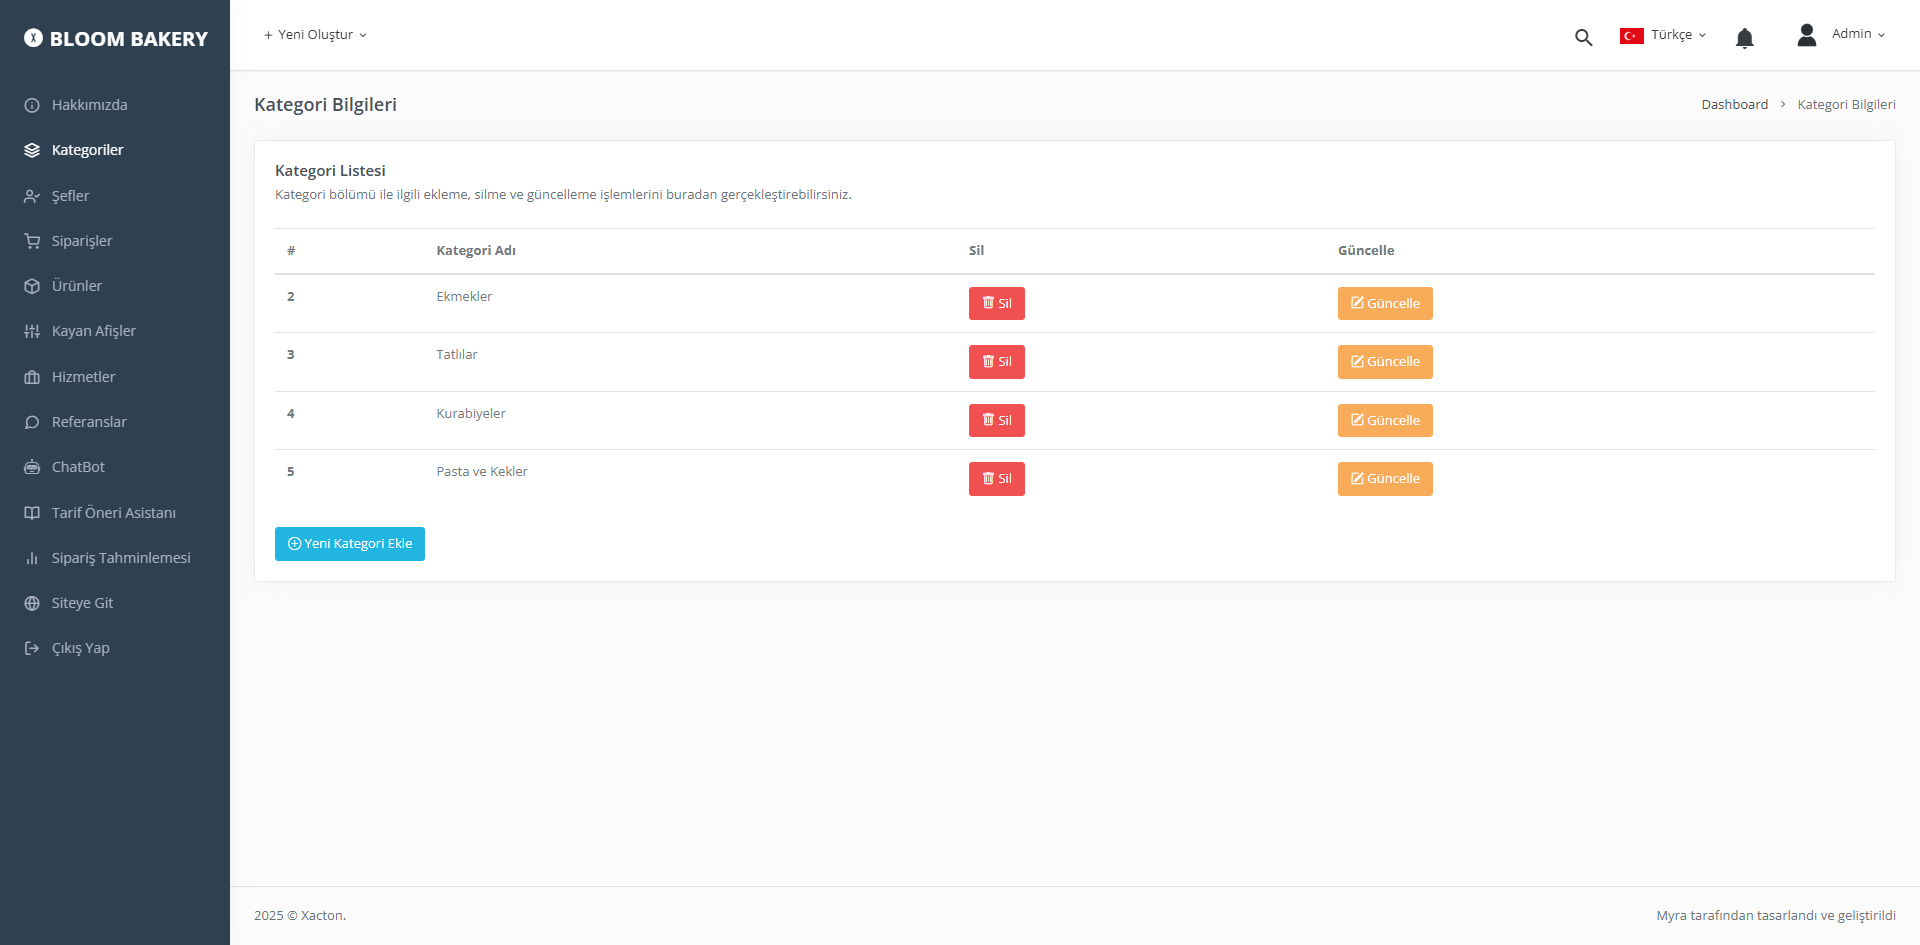 BLOOM BAKERY
+ Yeni Oluştur
Türkçe
Admin
Hakkımızda
Kategoriler
Şefler
Siparişler
Ürünler
Kayan Afişler
Hizmetler
Referanslar
ChatBot
Tarif Öneri Asistanı
Sipariş Tahminlemesi
Siteye Git
Çıkış Yap
Kategori Bilgileri
Dashboard > Kategori Bilgileri
Kategori Listesi
Kategori bölümü ile ilgili ekleme, silme ve güncelleme işlemlerini buradan gerçekleştirebilirsiniz.
# Kategori Adı Sil Güncelle
2 Ekmekler Sil Güncelle
3 Tatlılar Sil Güncelle
4 Kurabiyeler Sil Güncelle
5 Pasta ve Kekler Sil Güncelle
Yeni Kategori Ekle
2025 © Xacton.
Myra tarafından tasarlandı ve geliştirildi